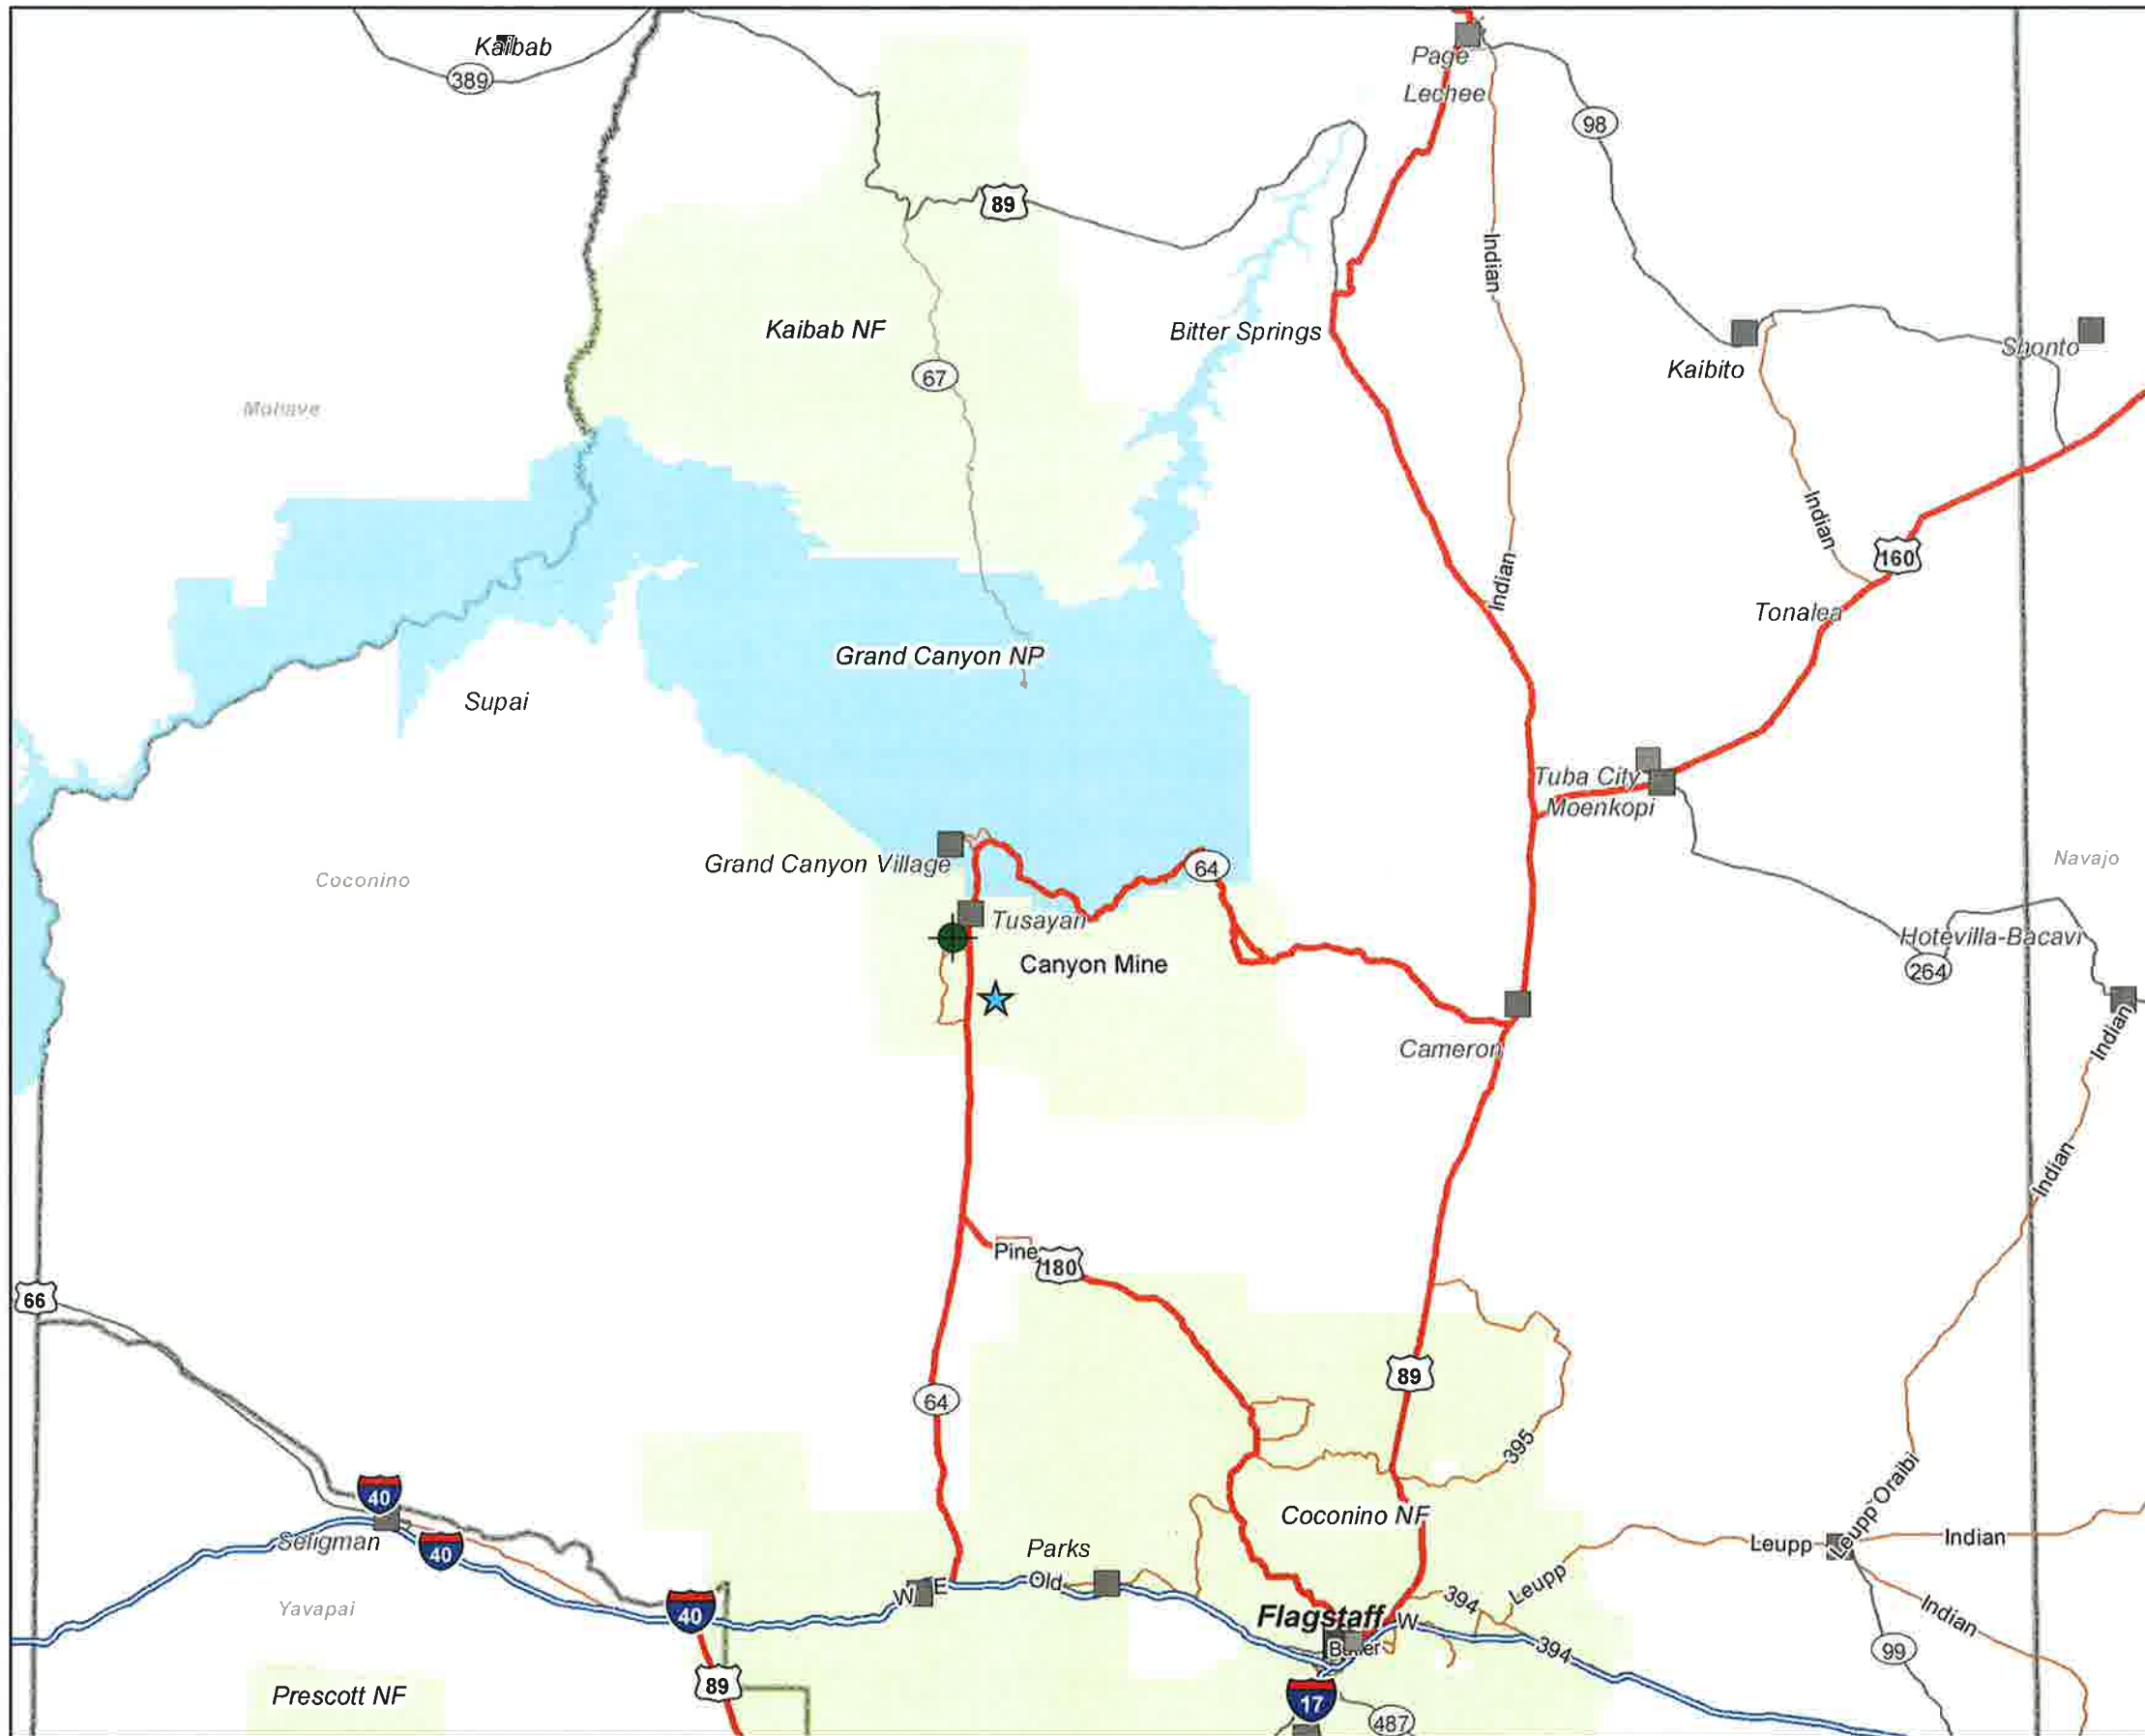 Kaibab
389
Page
Lechee
98
89
Indian
Kaibab NF
Bitter Springs
Shonto
Kaibito
67
Mohave
Indian
160
Indian
Tonalea
Grand Canyon NP
Supai
Tuba City
Moenkopi
Grand Canyon Village
64
Navajo
Coconino
Tusayan
Hotevilla-Bacavi
Canyon Mine
264
Indian
Cameron
Indian
Pine
180
66
89
64
395
40
Leupp Oraibi
Coconino NF
Seligman
40
Parks
Leupp
Indian
W
E
Old
Leupp
394
Yavapai
40
Flagstaff
W
Indian
Butler
394
99
89
Prescott NF
17
487